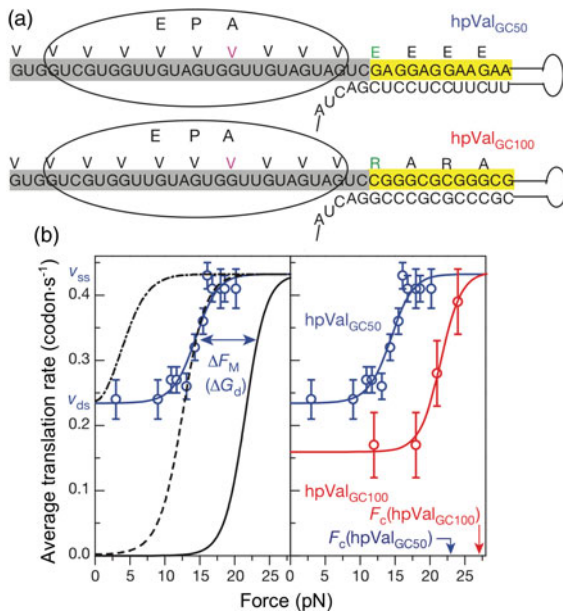 (a)
hpValGC50
E P A
V V V V V V V V V V E E E E
GUGGUCGUGGUUGUAGUGGUUGUAGUAGUCGAGGAGGAAGAA
AUCAGCUCCUCCUUCUU
hpValGC100
E P A
V V V V V V V V V V R A R A
GUGGUCGUGGUUGUAGUGGUUGUAGUAGUCCGGGCGCGGGCG
AUCAGGCCCGCGCCCGC
(b)
Average translation rate (codon·s⁻¹)
vss
0.4
0.3
vds
0.2
0.1
0.0
ΔFM
(ΔGd)
hpValGC50
hpValGC100
Fc(hpValGC100)
Fc(hpValGC50)
0 5 10 15 20 25 0 5 10 15 20 25
Force (pN)